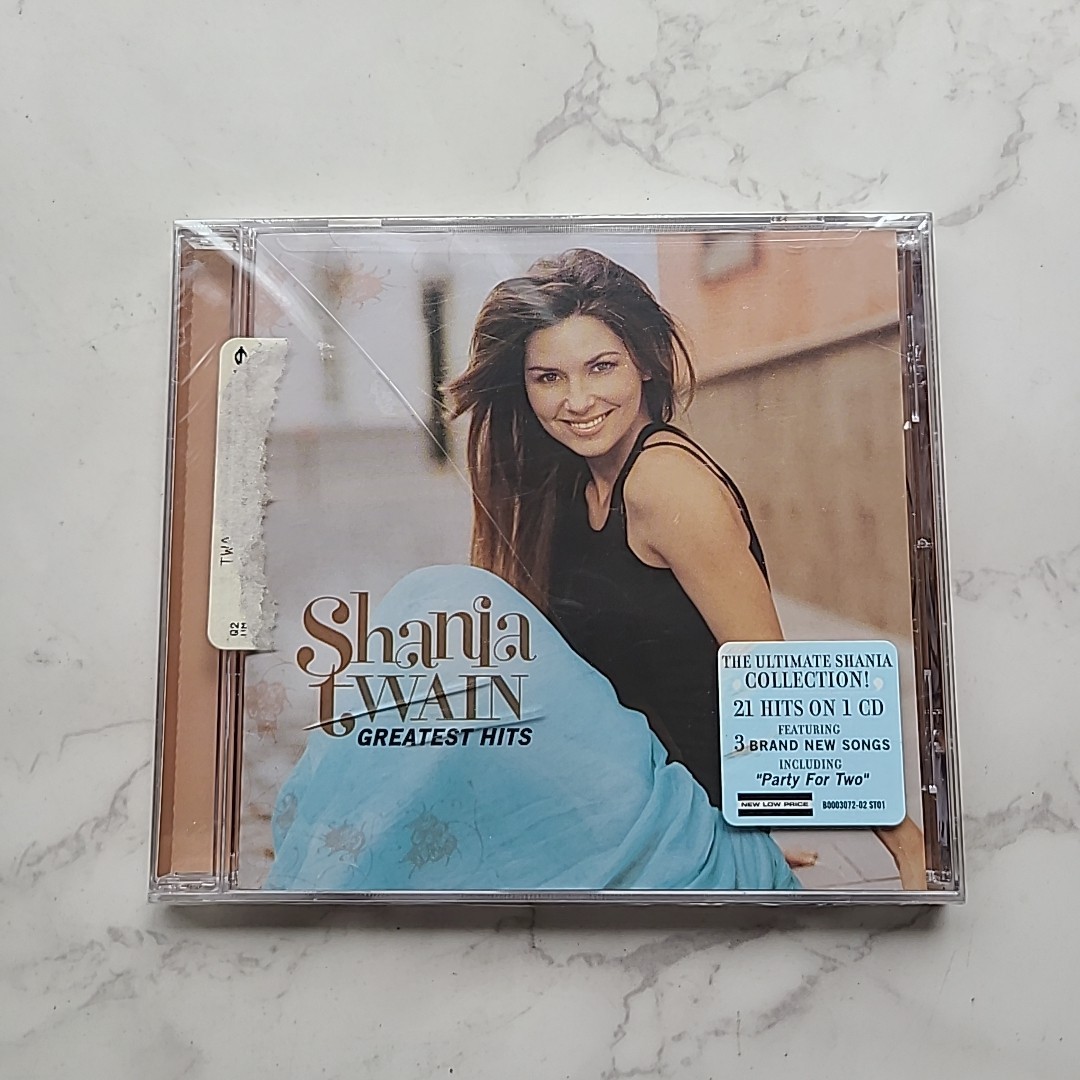 Shania
tWAIN
GREATEST HITS
THE ULTIMATE SHANIA
COLLECTION!
21 HITS ON 1 CD
FEATURING
3 BRAND NEW SONGS
INCLUDING
"Party For Two"
NEW LOW PRICE
B0003072-02 ST01